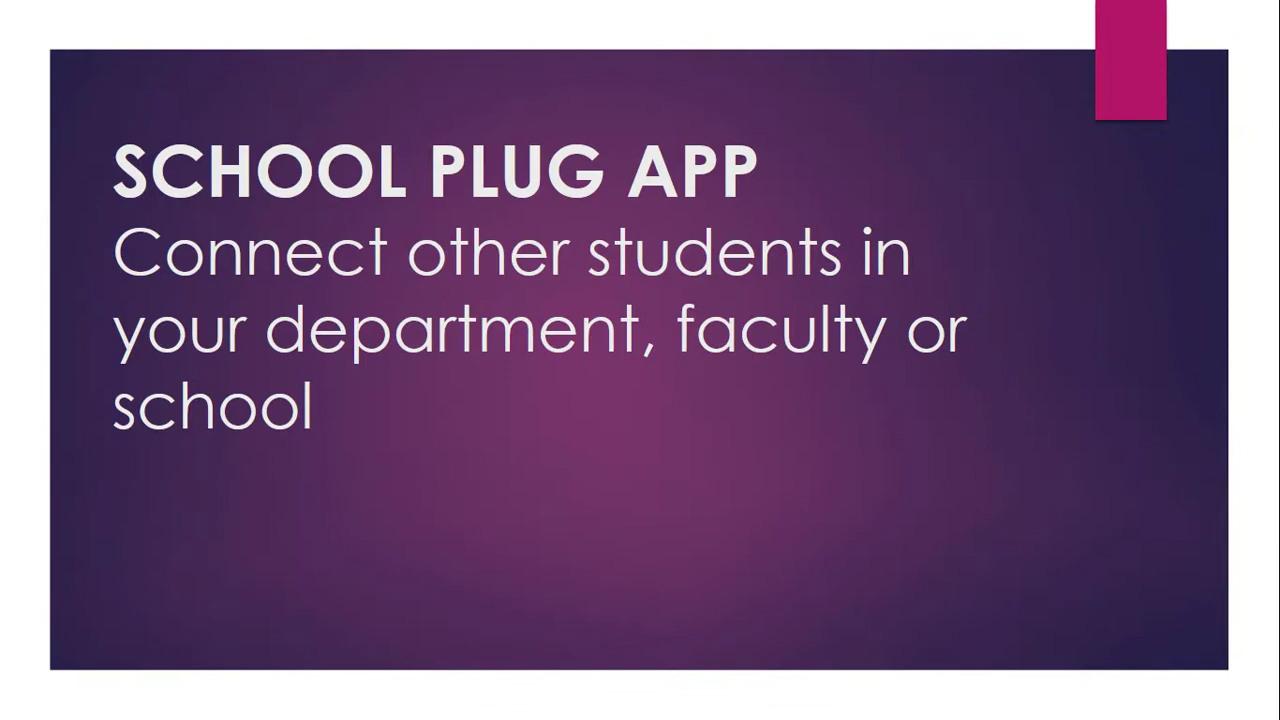 SCHOOL PLUG APP
Connect other students in
your department, faculty or
school